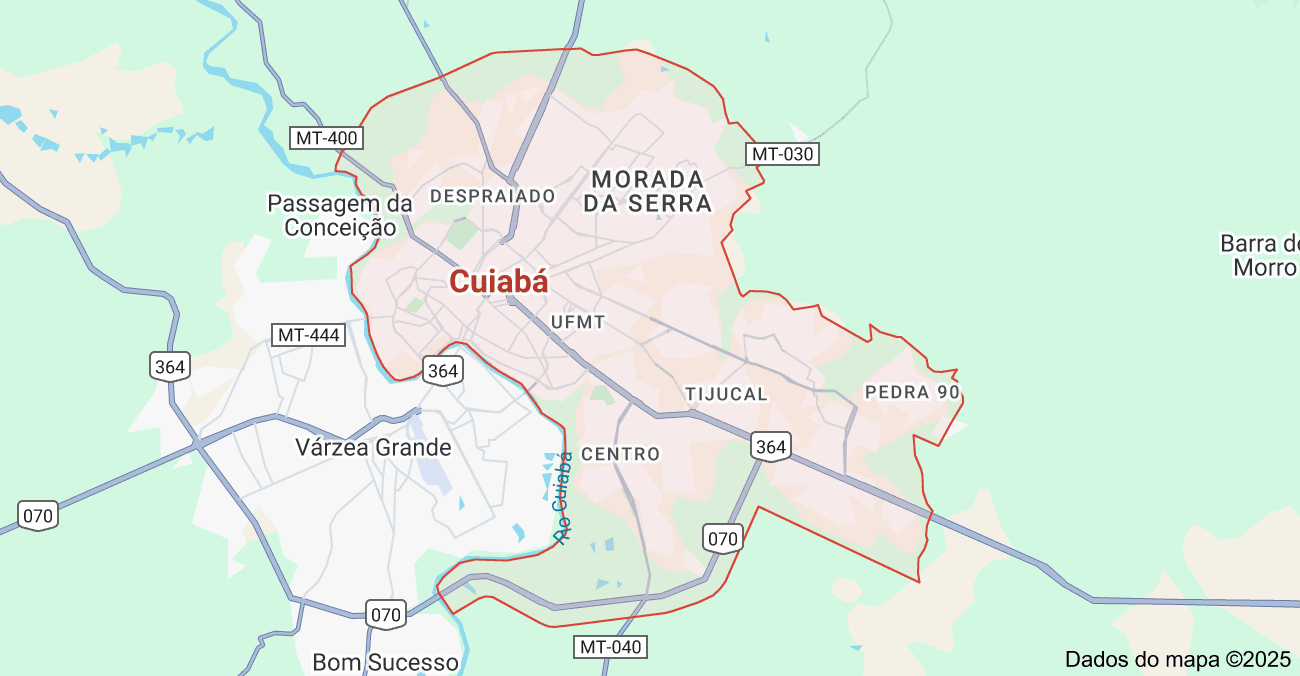 MT-400
MT-030
DESPRAIADO
MORADA
DA SERRA
Passagem da
Conceição
Barra do
Morro
Cuiabá
UFMT
MT-444
364
364
TIJUCAL
PEDRA 90
Várzea Grande
CENTRO
364
Rio Cuiabá
070
070
070
MT-040
Bom Sucesso
Dados do mapa ©2025